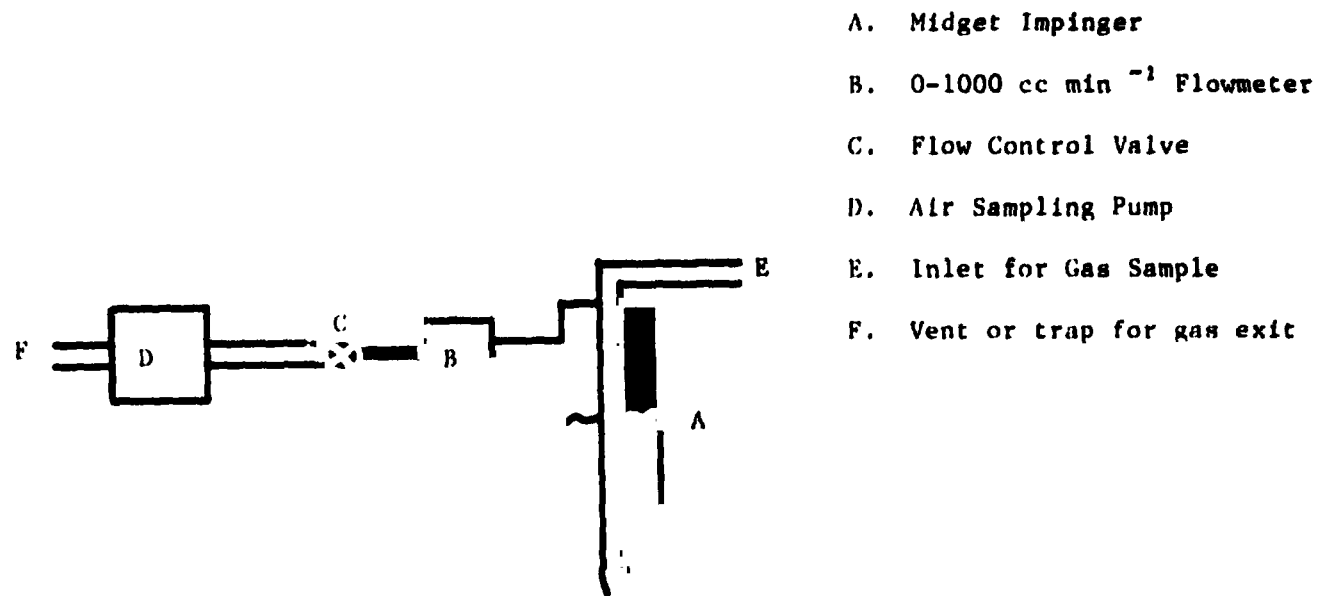 A. Midget Impinger
B. 0-1000 cc min ⁻¹ Flowmeter
C. Flow Control Valve
D. Air Sampling Pump
E. Inlet for Gas Sample
F. Vent or trap for gas exit
E
C
F
D
B
A